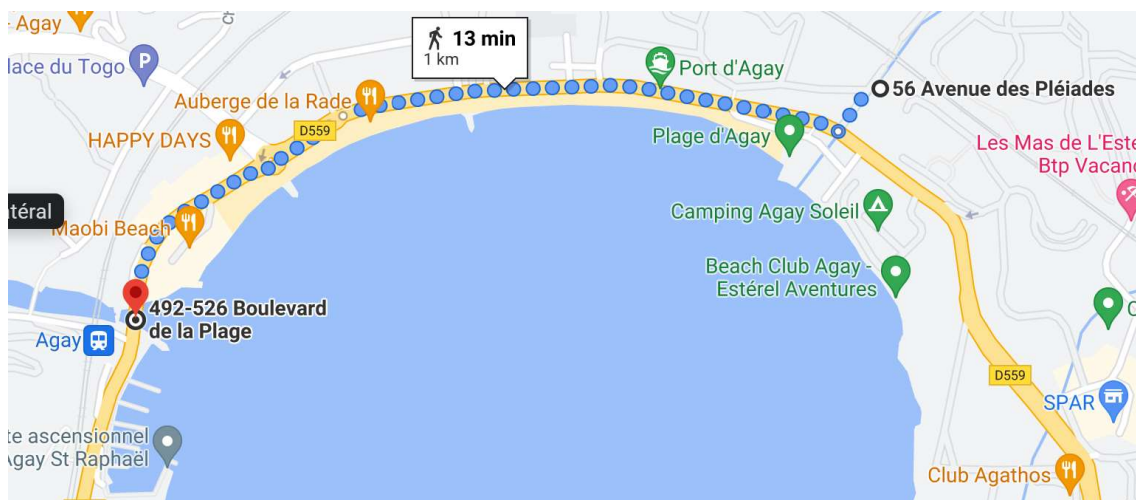 - Agay
13 min
1 km
lace du Togo
P
Port d'Agay
56 Avenue des Pléiades
Auberge de la Rade
D559
HAPPY DAYS
Plage d'Agay
Les Mas de L'Este
Btp Vacanc
téral
Maobi Beach
Camping Agay Soleil
Beach Club Agay -
Estérel Aventures
492-526 Boulevard
de la Plage
Agay
D559
SPAR
te ascensionnel
Agay St Raphaël
Club Agathos